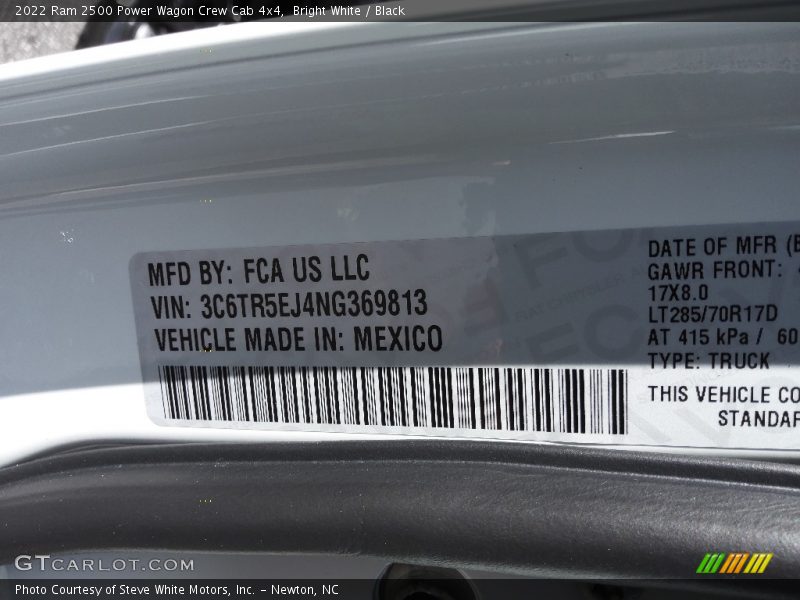 2022 Ram 2500 Power Wagon Crew Cab 4x4,  Bright White / Black
MFD BY: FCA US LLC
VIN: 3C6TR5EJ4NG369813
VEHICLE MADE IN: MEXICO
DATE OF MFR (
GAWR FRONT:
17X8.0
LT285/70R17D
AT 415 kPa / 60
TYPE: TRUCK
THIS VEHICLE CO
STANDAR
GTCARLOT.COM
Photo Courtesy of Steve White Motors, Inc. – Newton, NC